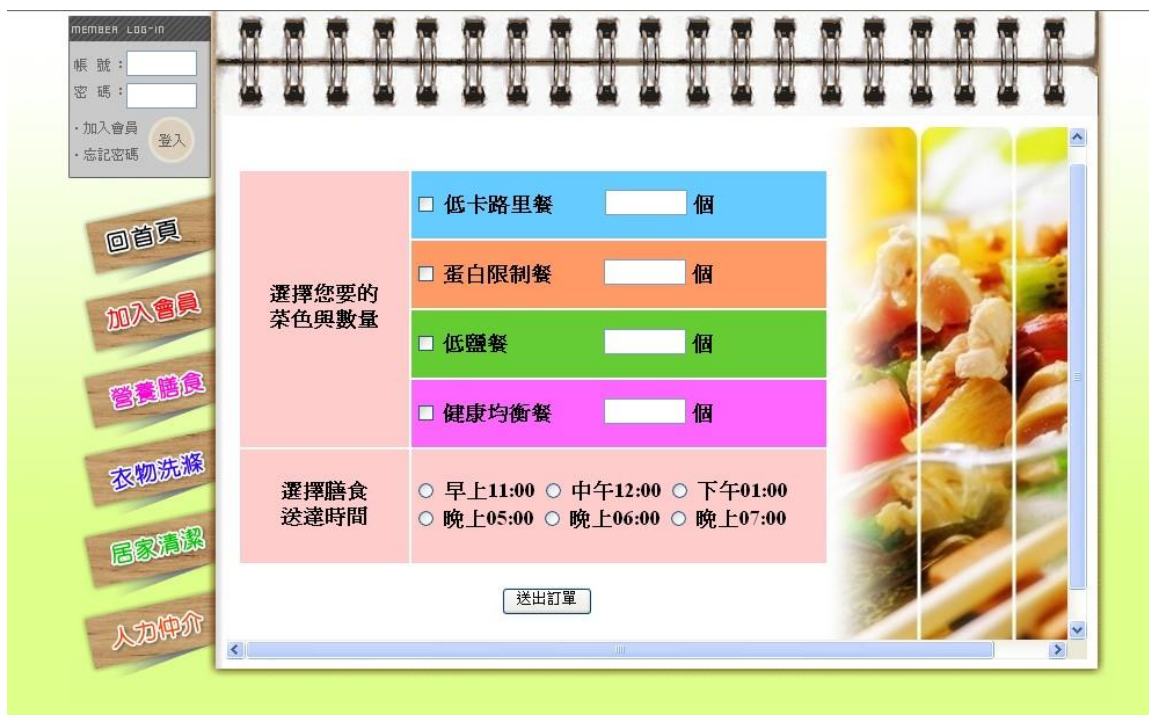 MEMBER LOG-IN
帳 號：
密 碼：
·加入會員
·忘記密碼
登入
回首頁
加入會員
營養膳食
衣物洗滌
居家清潔
人力仲介
選擇您要的
菜色與數量
低卡路里餐 個
蛋白限制餐 個
低鹽餐 個
健康均衡餐 個
選擇膳食
送達時間
早上11:00 中午12:00 下午01:00
晚上05:00 晚上06:00 晚上07:00
送出訂單